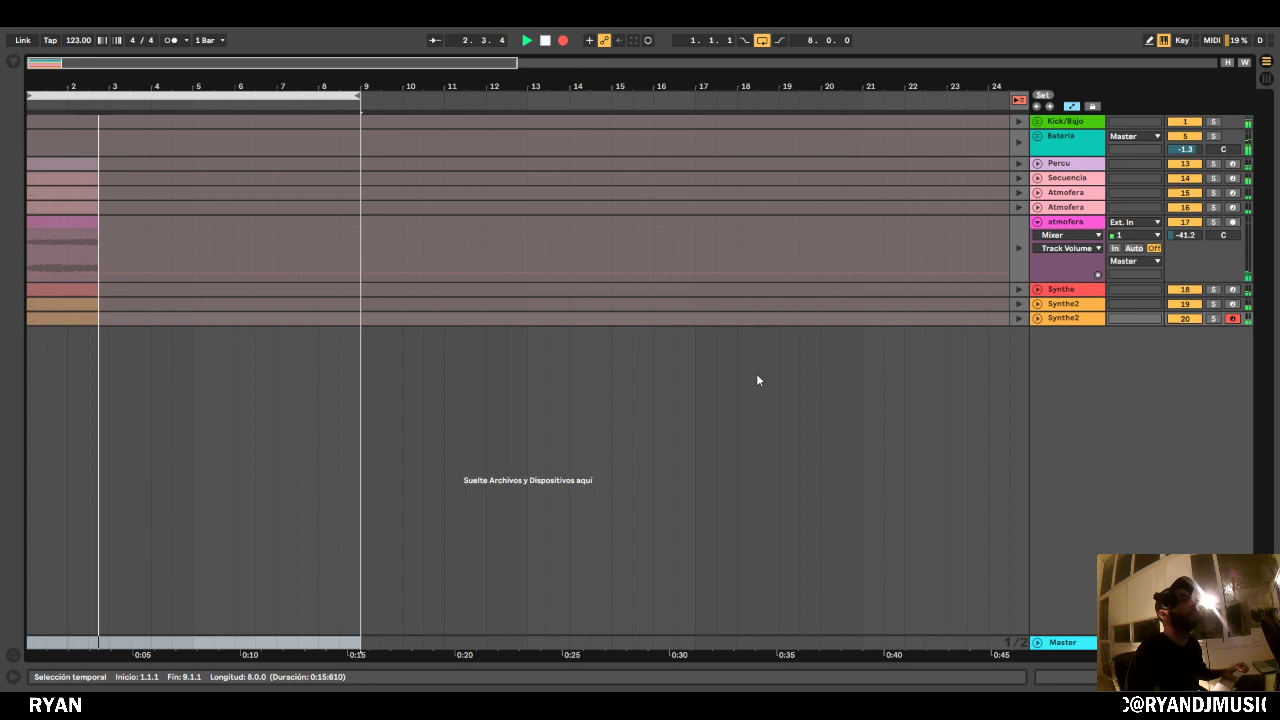 Link Tap 123.00 4 / 4 1 Bar 2. 3. 4 1. 1. 1 8. 0. 0 Key MIDI 19 % D
H W
2 3 4 5 6 7 8 9 10 11 12 13 14 15 16 17 18 19 20 21 22 23 24
Set
Kick/Bajo 1 S
Bateria Master 5 S
-1.3 C
Percu 13 S
Secuencia 14 S
Atmofera 15 S
Atmofera 16 S
atmofera Ext. In 17 S
Mixer 1 -41.2 C
Track Volume In Auto Off
Master
Synthe 18 S
Synthe2 19 S
Synthe2 20 S
Suelte Archivos y Dispositivos aquí
1/2 Master
0:05 0:10 0:15 0:20 0:25 0:30 0:35 0:40 0:45
Selección temporal Inicio: 1.1.1 Fín: 9.1.1 Longitud: 8.0.0 (Duración: 0:15:610)
RYAN
@RYANDJMUSIC